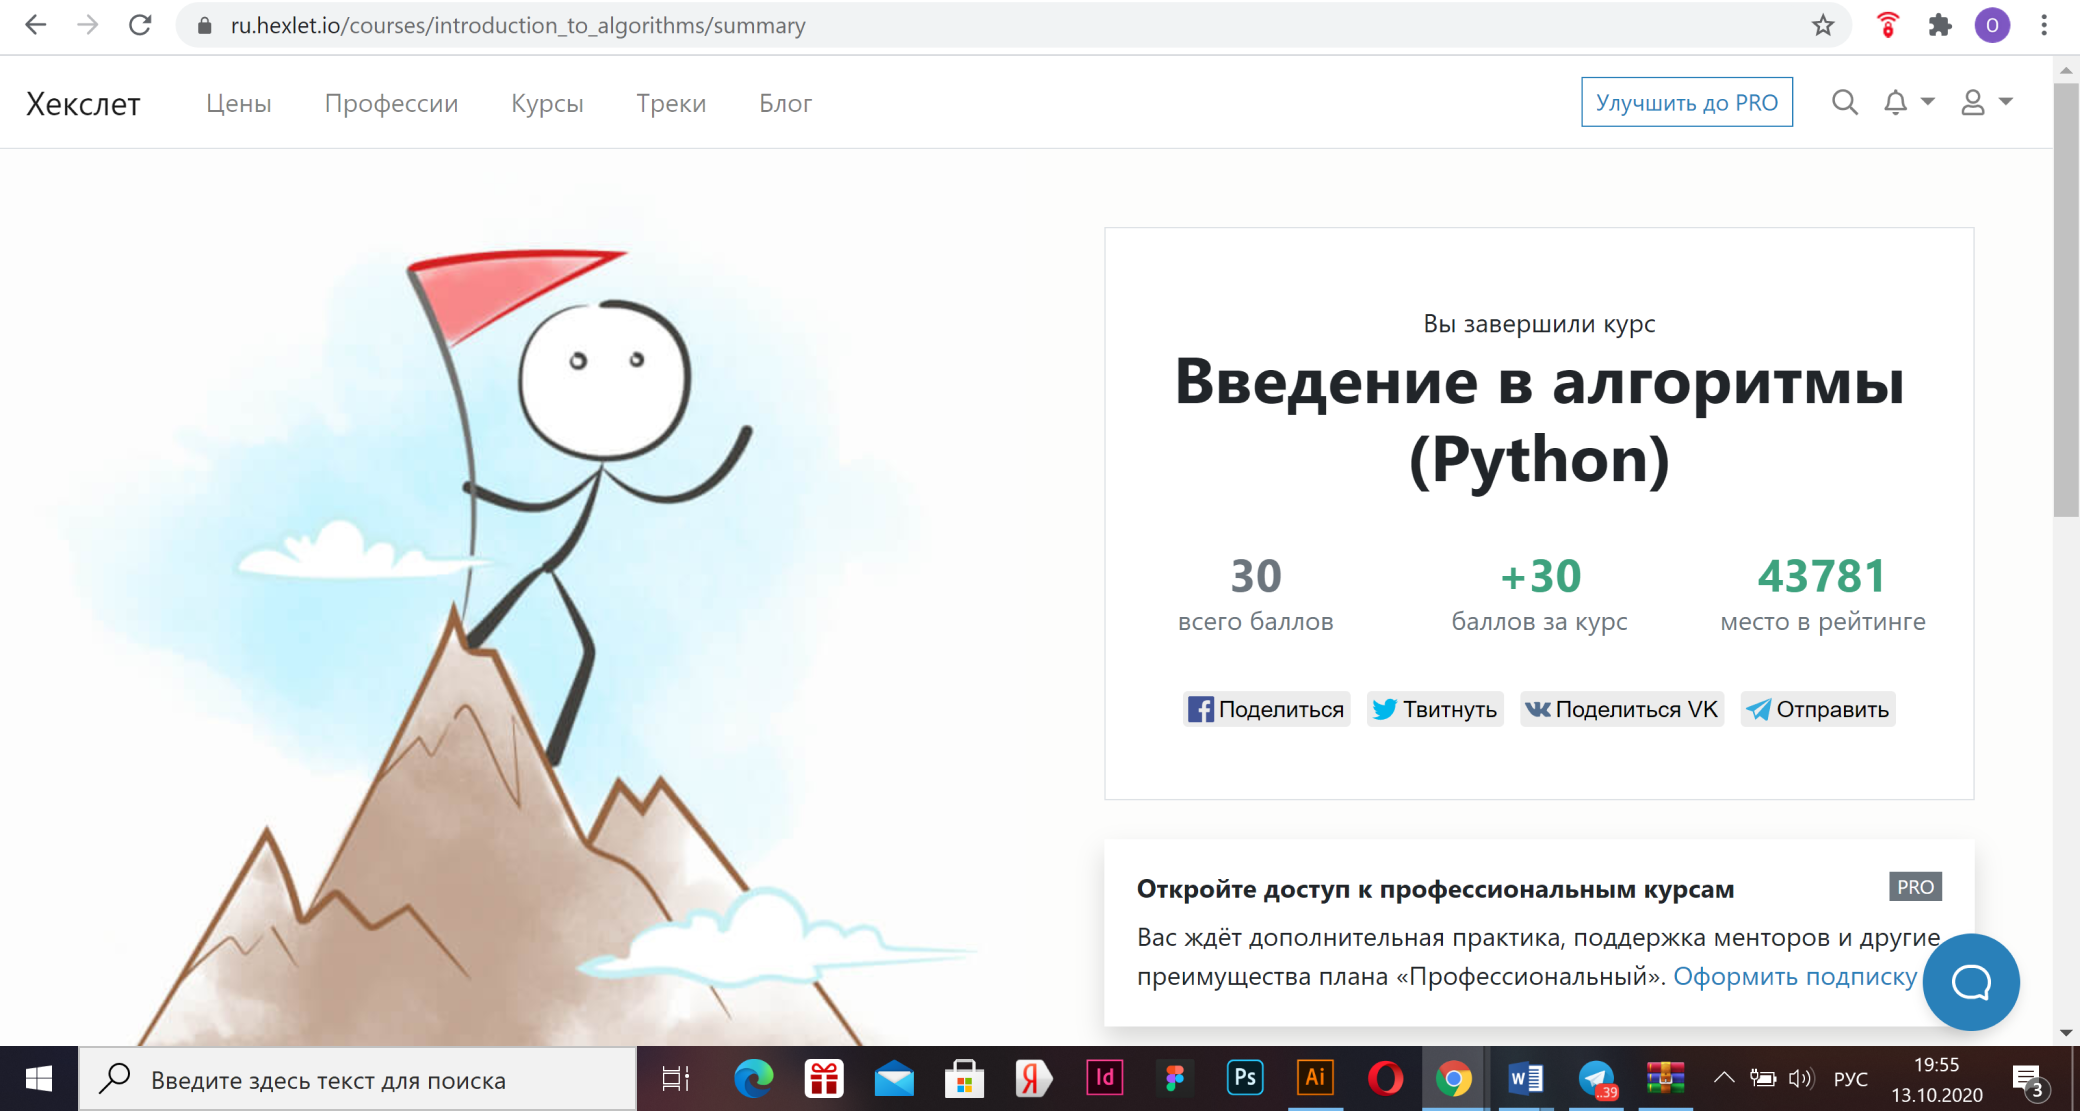 ru.hexlet.io/courses/introduction_to_algorithms/summary
O
Хекслет Цены Профессии Курсы Треки Блог Улучшить до PRO
Вы завершили курс
Введение в алгоритмы
(Python)
30 +30 43781
всего баллов баллов за курс место в рейтинге
Поделиться Твитнуть Поделиться VK Отправить
Откройте доступ к профессиональным курсам PRO
Вас ждёт дополнительная практика, поддержка менторов и другие
преимущества плана «Профессиональный». Оформить подписку
Введите здесь текст для поиска
Я Id Ps Ai W ..39 РУС
19:55
13.10.2020
3